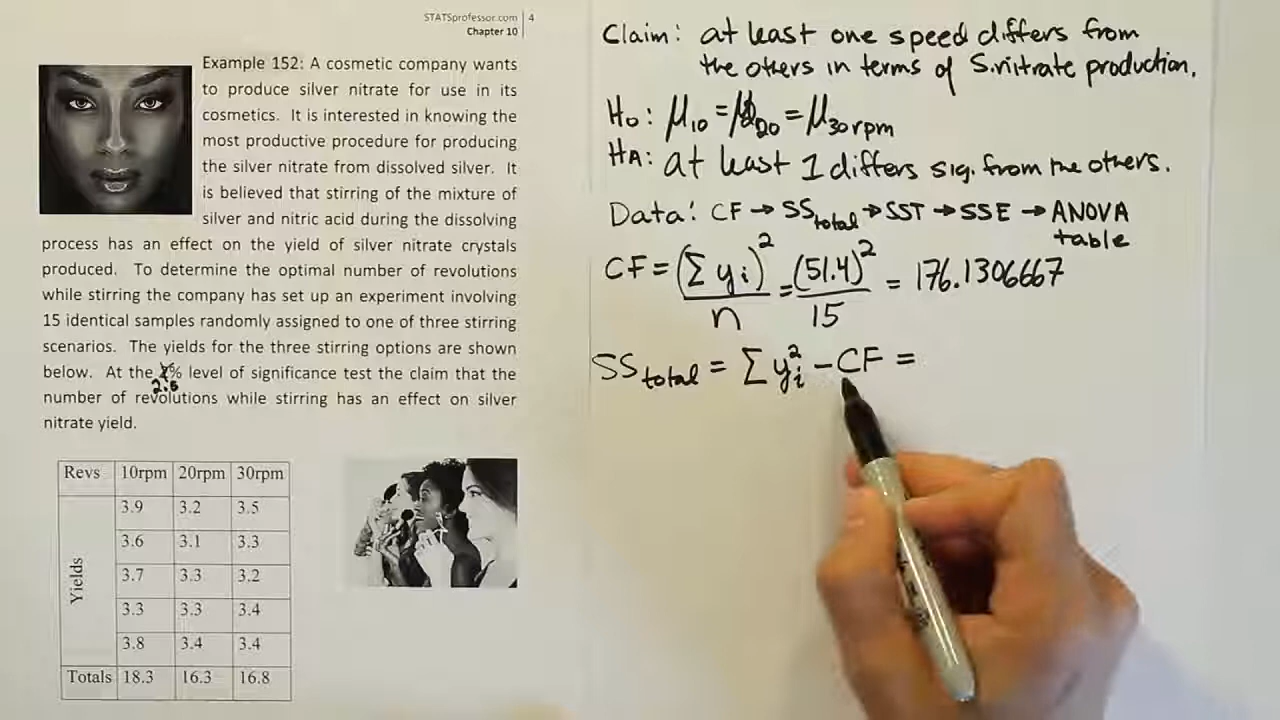 STATSprofessor.com | 4
Chapter 10
Example 152: A cosmetic company wants
to produce silver nitrate for use in its
cosmetics. It is interested in knowing the
most productive procedure for producing
the silver nitrate from dissolved silver. It
is believed that stirring of the mixture of
silver and nitric acid during the dissolving
process has an effect on the yield of silver nitrate crystals
produced. To determine the optimal number of revolutions
while stirring the company has set up an experiment involving
15 identical samples randomly assigned to one of three stirring
scenarios. The yields for the three stirring options are shown
below. At the % level of significance test the claim that the
2.5
number of revolutions while stirring has an effect on silver
nitrate yield.
Revs 10rpm 20rpm 30rpm
Yields
3.9 3.2 3.5
3.6 3.1 3.3
3.7 3.3 3.2
3.3 3.3 3.4
3.8 3.4 3.4
Totals 18.3 16.3 16.8
Claim: at least one speed differs from
the others in terms of S.nitrate production.
H0: μ10 = μ20 = μ30rpm
HA: at least 1 differs sig. from the others.
Data: CF → SStotal → SST → SSE → ANOVA
table
CF = (Σ yi)² / n = (51.4)² / 15 = 176.1306667
SStotal = Σ yi² - CF =